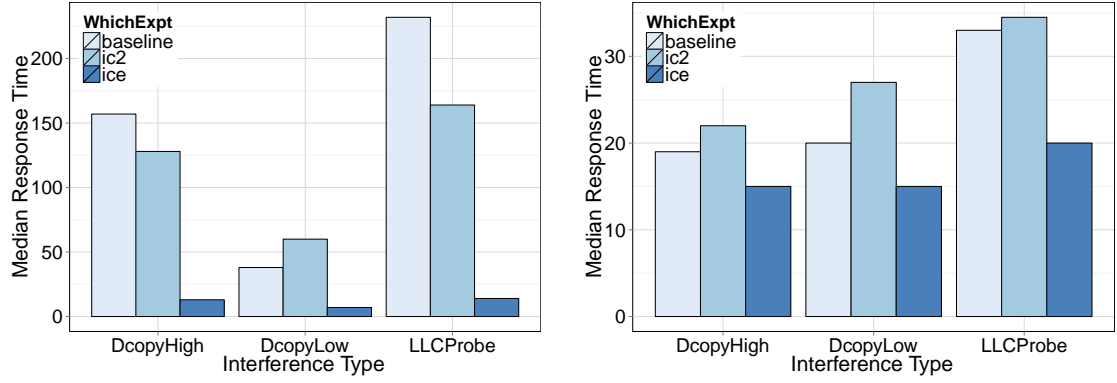 WhichExpt
baseline
ic2
ice
Median Response Time
200
150
100
50
0
DcopyHigh
DcopyLow
LLCProbe
Interference Type
WhichExpt
baseline
ic2
ice
Median Response Time
30
20
10
0
DcopyHigh
DcopyLow
LLCProbe
Interference Type